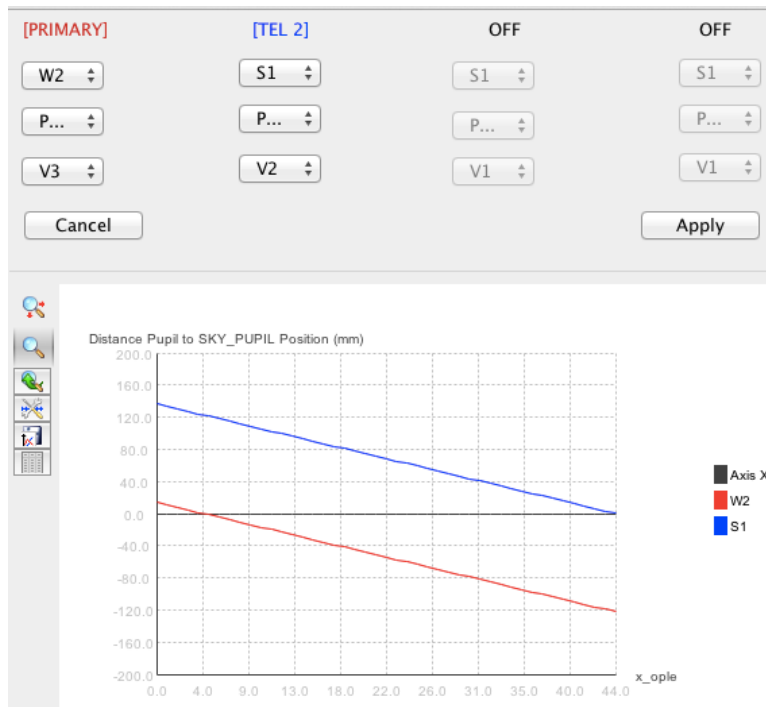 [PRIMARY] [TEL 2] OFF OFF
W2 S1 S1 S1
P... P... P... P...
V3 V2 V1 V1
Cancel Apply
Distance Pupil to SKY_PUPIL Position (mm)
200.0
160.0
120.0
80.0
40.0
0.0
-40.0
-80.0
-120.0
-160.0
-200.0
0.0 4.0 9.0 13.0 18.0 22.0 26.0 31.0 35.0 40.0 44.0
x_ople
Axis X
W2
S1